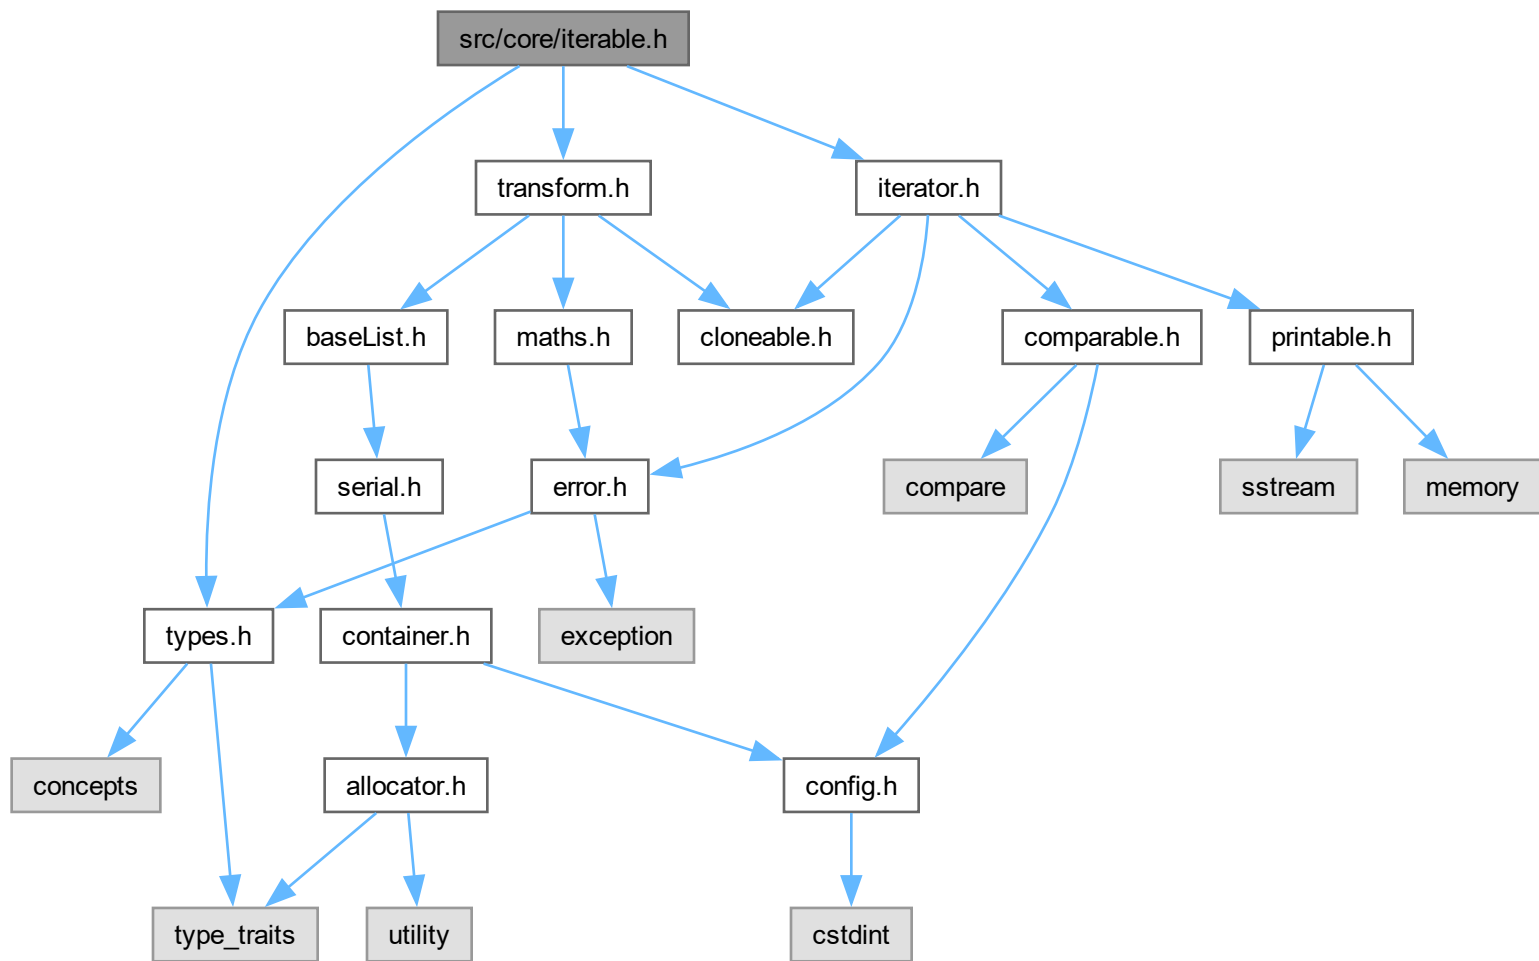 src/core/iterable.h
transform.h
iterator.h
baseList.h
maths.h
cloneable.h
comparable.h
printable.h
serial.h
error.h
compare
sstream
memory
types.h
container.h
exception
concepts
allocator.h
config.h
type_traits
utility
cstdint